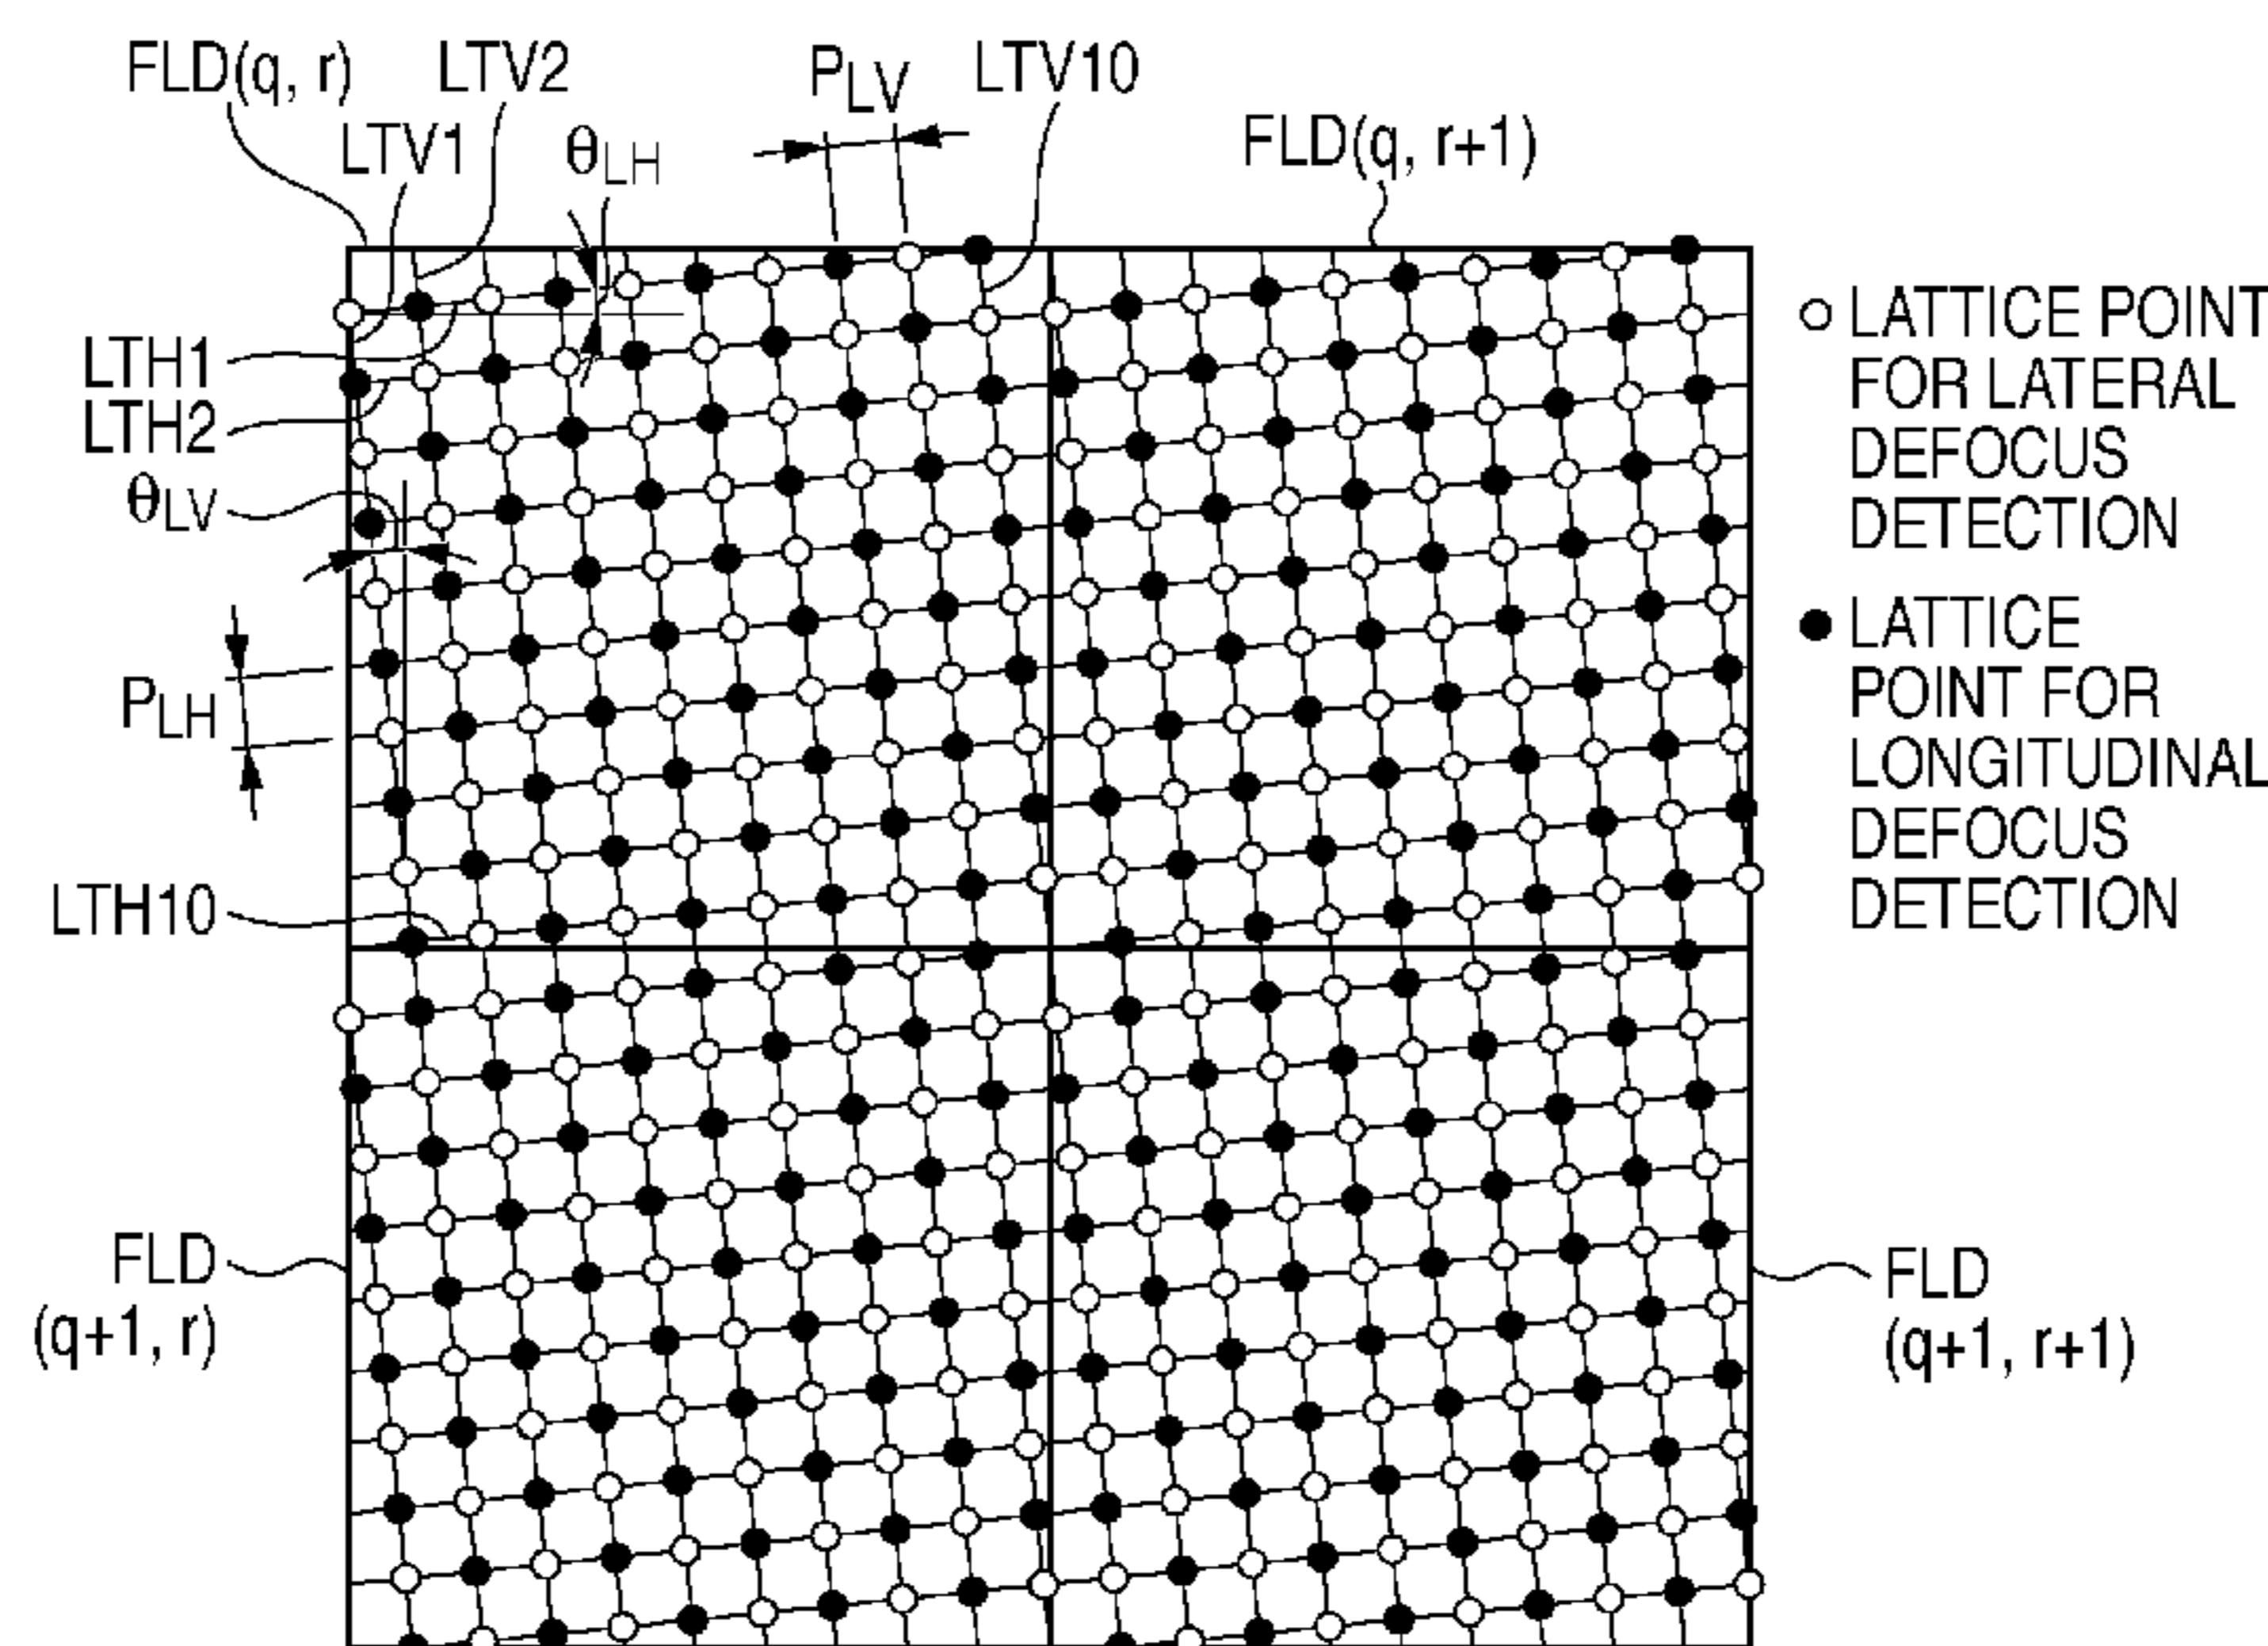 FLD(q, r)
LTV2
PLV
LTV10
LTV1
θLH
FLD(q, r+1)
LTH1
LTH2
θLV
PLH
LTH10
FLD
(q+1, r)
FLD
(q+1, r+1)
LATTICE POINT
FOR LATERAL
DEFOCUS
DETECTION
LATTICE
POINT FOR
LONGITUDINAL
DEFOCUS
DETECTION